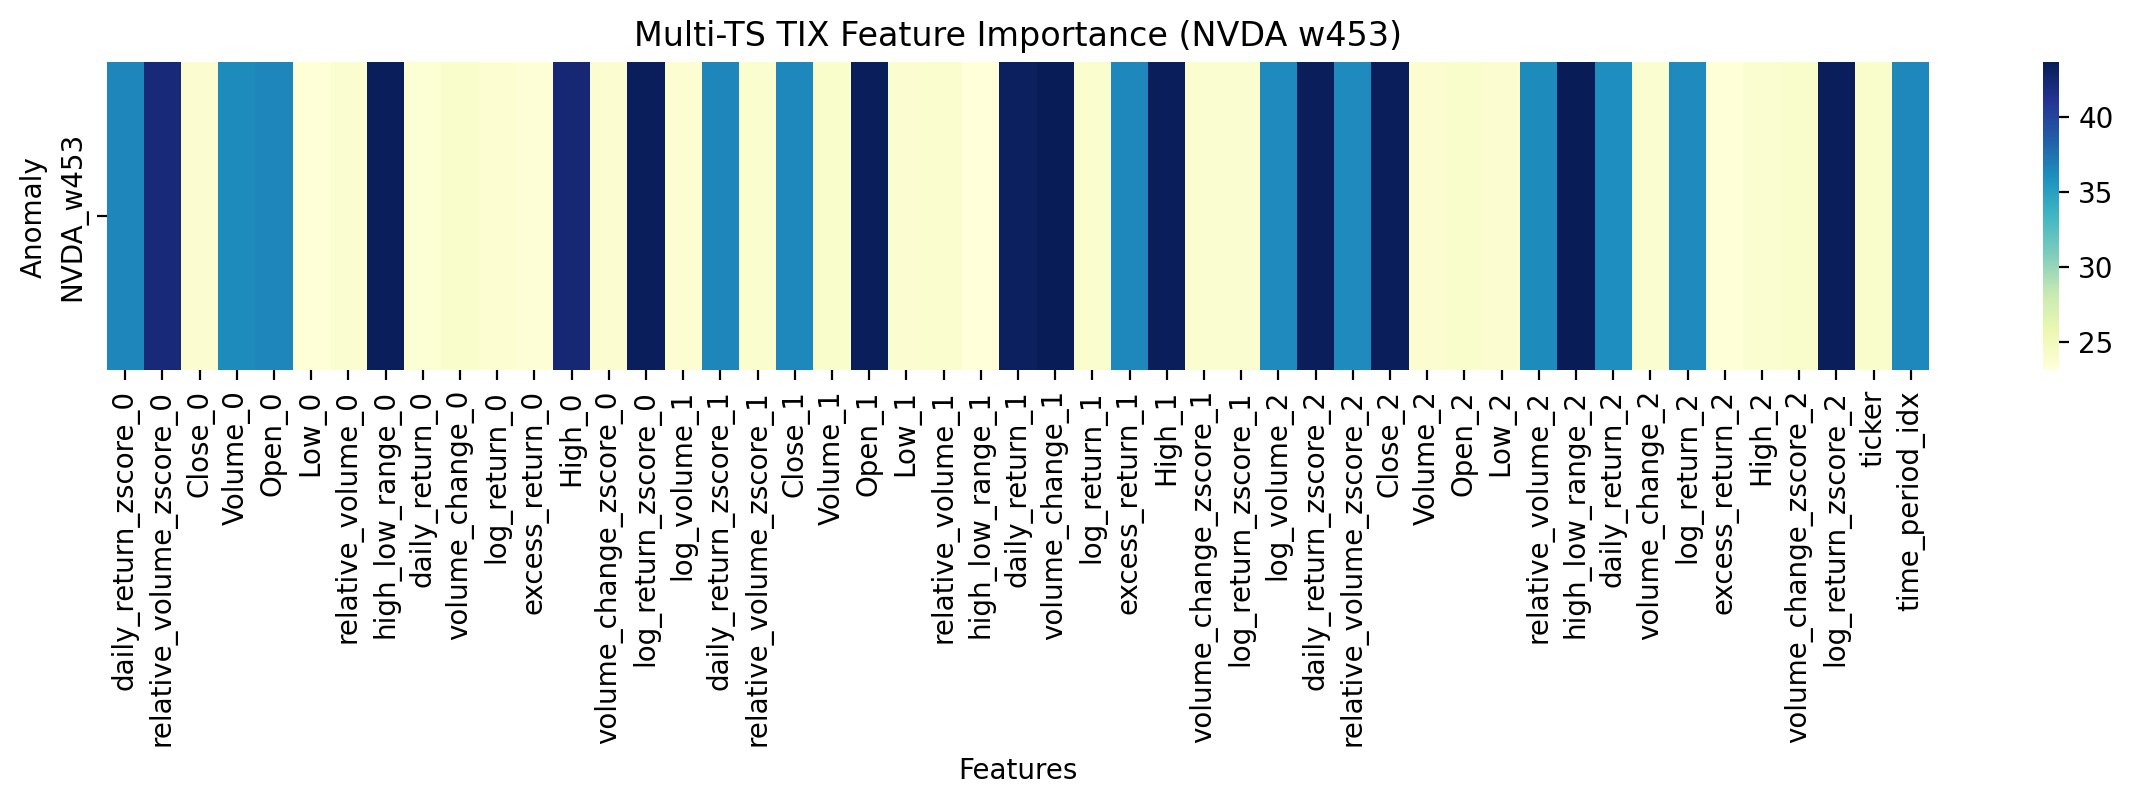 Multi-TS TIX Feature Importance (NVDA w453)
Anomaly
NVDA_w453
40
35
30
25
daily_return_zscore_0
relative_volume_zscore_0
Close_0
Volume_0
Open_0
Low_0
relative_volume_0
high_low_range_0
daily_return_0
volume_change_0
log_return_0
excess_return_0
High_0
volume_change_zscore_0
log_return_zscore_0
log_volume_1
daily_return_zscore_1
relative_volume_zscore_1
Close_1
Volume_1
Open_1
Low_1
relative_volume_1
high_low_range_1
daily_return_1
volume_change_1
log_return_1
excess_return_1
High_1
volume_change_zscore_1
log_return_zscore_1
log_volume_2
daily_return_zscore_2
relative_volume_zscore_2
Close_2
Volume_2
Open_2
Low_2
relative_volume_2
high_low_range_2
daily_return_2
volume_change_2
log_return_2
excess_return_2
High_2
volume_change_zscore_2
log_return_zscore_2
ticker
time_period_idx
Features